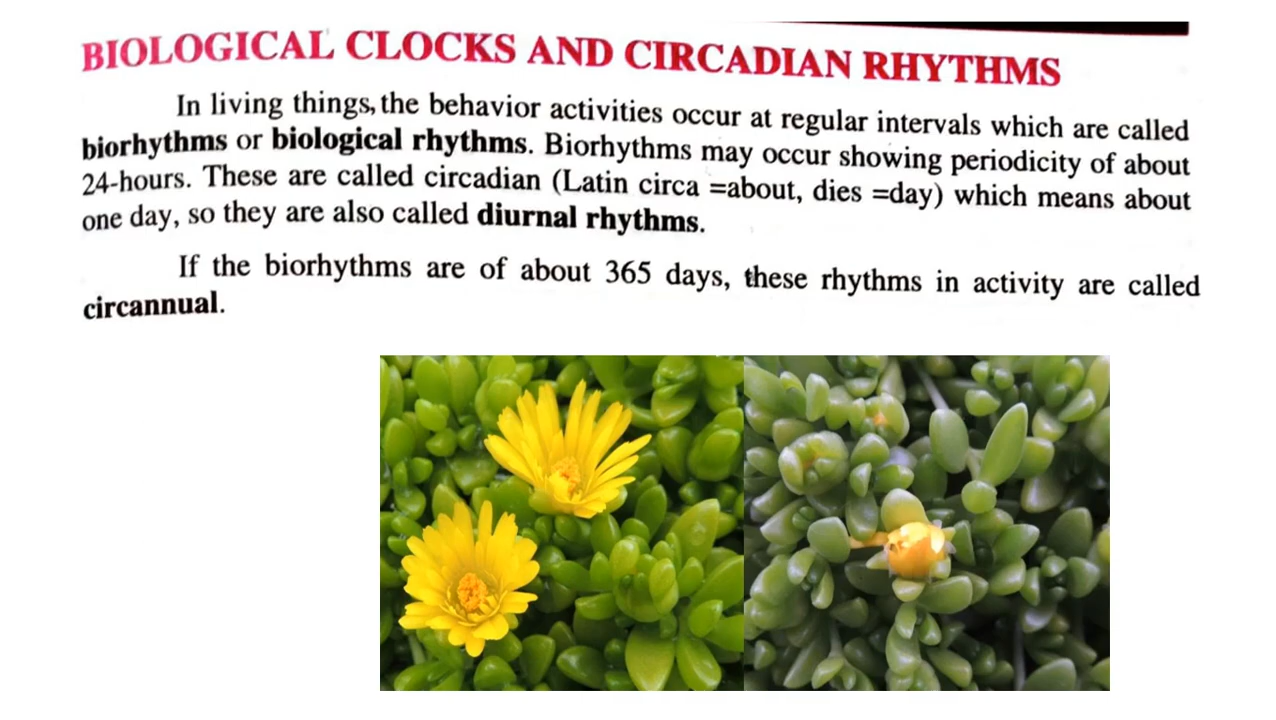 BIOLOGICAL CLOCKS AND CIRCADIAN RHYTHMS
In living things, the behavior activities occur at regular intervals which are called
biorhythms or biological rhythms. Biorhythms may occur showing periodicity of about
24-hours. These are called circadian (Latin circa =about, dies =day) which means about
one day, so they are also called diurnal rhythms.
If the biorhythms are of about 365 days, these rhythms in activity are called
circannual.